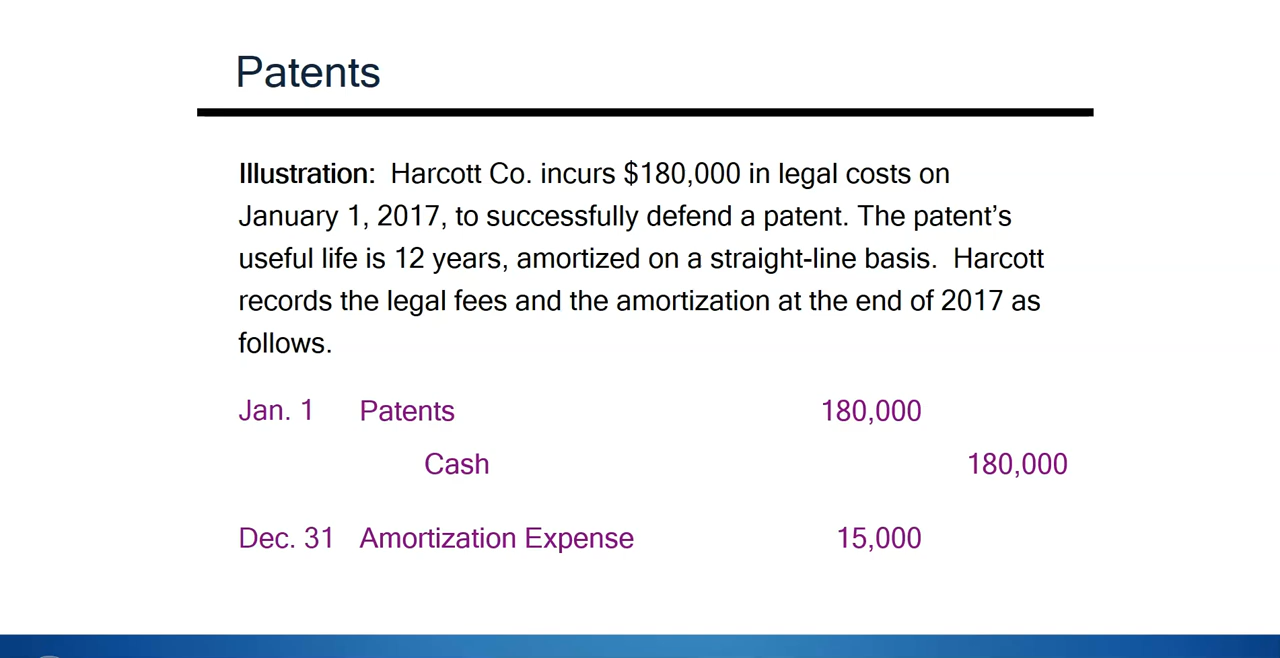 Patents
Illustration: Harcott Co. incurs $180,000 in legal costs on
January 1, 2017, to successfully defend a patent. The patent’s
useful life is 12 years, amortized on a straight-line basis. Harcott
records the legal fees and the amortization at the end of 2017 as
follows.
Jan. 1 Patents 180,000
Cash 180,000
Dec. 31 Amortization Expense 15,000